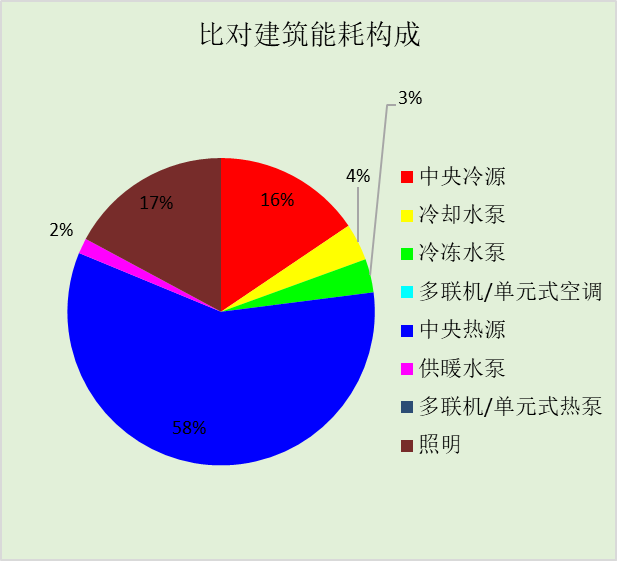 比对建筑能耗构成
3%
4%
16%
17%
2%
58%
中央冷源
冷却水泵
冷冻水泵
多联机/单元式空调
中央热源
供暖水泵
多联机/单元式热泵
照明